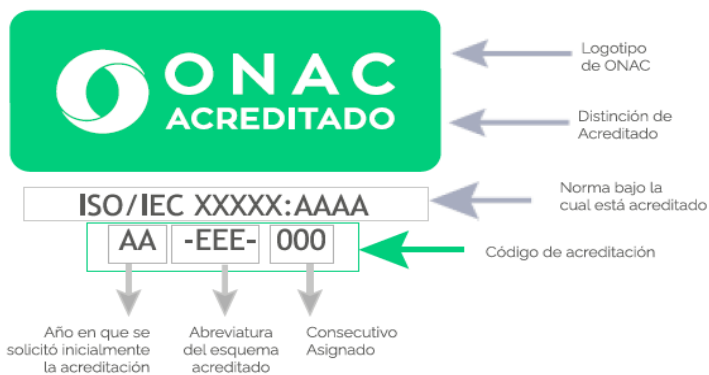 ONAC
ACREDITADO
Logotipo
de ONAC
Distinción de
Acreditado
ISO/IEC XXXXX:AAAA
Norma bajo la
cual está acreditado
AA -EEE- 000
Código de acreditación
Año en que se
solicitó inicialmente
la acreditación
Abreviatura
del esquema
acreditado
Consecutivo
Asignado